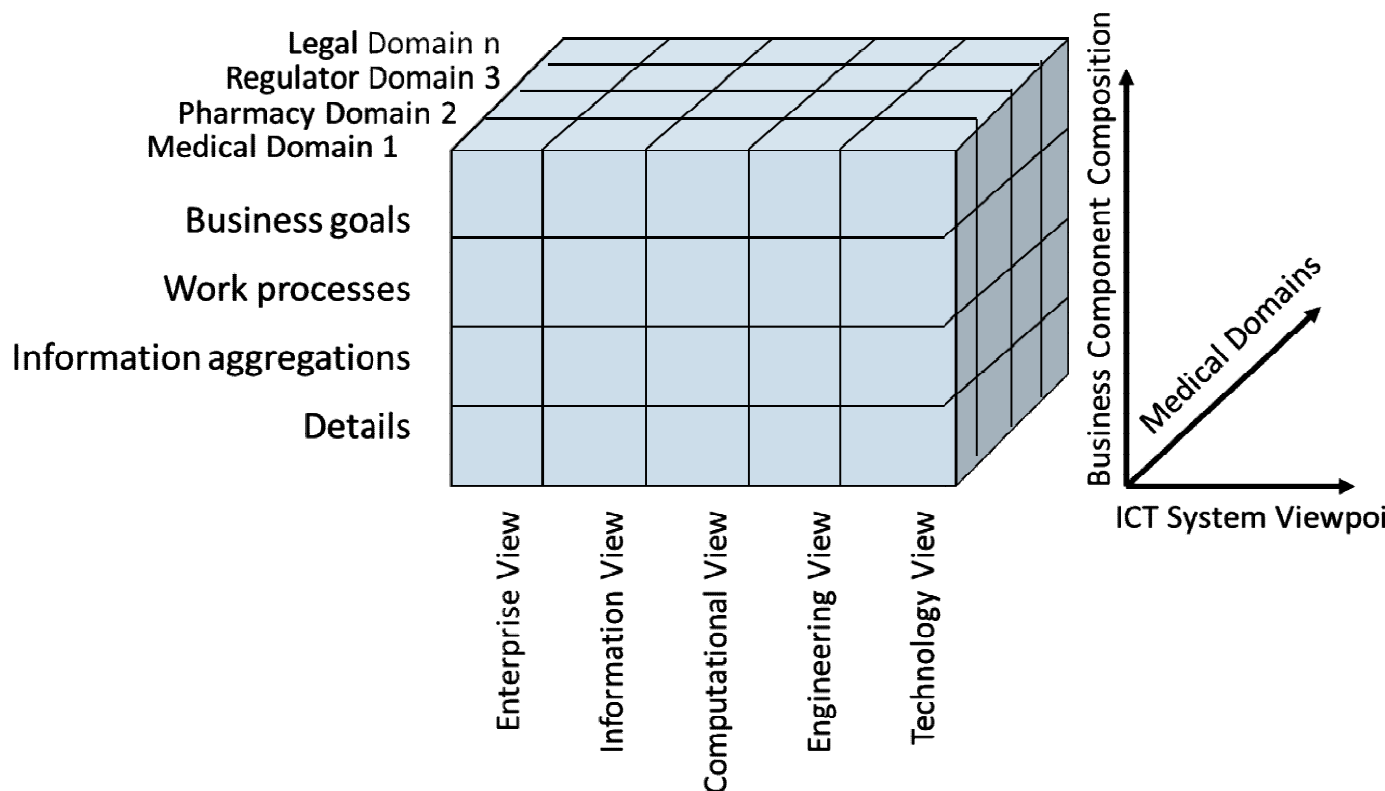 Legal Domain n
Regulator Domain 3
Pharmacy Domain 2
Medical Domain 1
Business goals
Work processes
Information aggregations
Details
Enterprise View
Information View
Computational View
Engineering View
Technology View
Business Component Composition
Medical Domains
ICT System Viewpoi